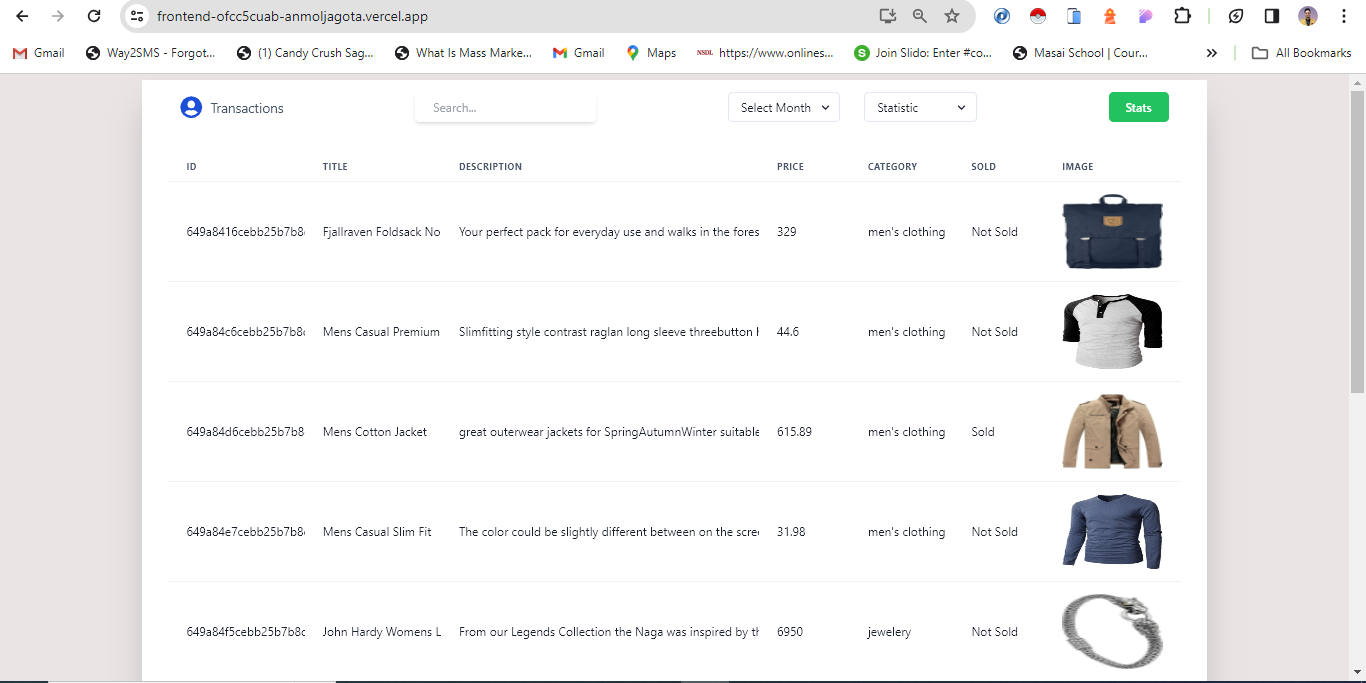 frontend-ofcc5cuab-anmoljagota.vercel.app
Gmail Way2SMS - Forgot... (1) Candy Crush Sag... What Is Mass Marke... Gmail Maps NSDL https://www.onlines... S Join Slido: Enter #co... Masai School | Cour... » All Bookmarks
Transactions Search... Select Month Statistic Stats
ID TITLE DESCRIPTION PRICE CATEGORY SOLD IMAGE
649a8416cebb25b7b8 Fjallraven Foldsack No Your perfect pack for everyday use and walks in the fores 329 men's clothing Not Sold
649a84c6cebb25b7b8 Mens Casual Premium Slimfitting style contrast raglan long sleeve threebutton 44.6 men's clothing Not Sold
649a84d6cebb25b7b8 Mens Cotton Jacket great outerwear jackets for SpringAutumnWinter suitable 615.89 men's clothing Sold
649a84e7cebb25b7b8 Mens Casual Slim Fit The color could be slightly different between on the scre 31.98 men's clothing Not Sold
649a84f5cebb25b7b8 John Hardy Womens L From our Legends Collection the Naga was inspired by th 6950 jewelery Not Sold